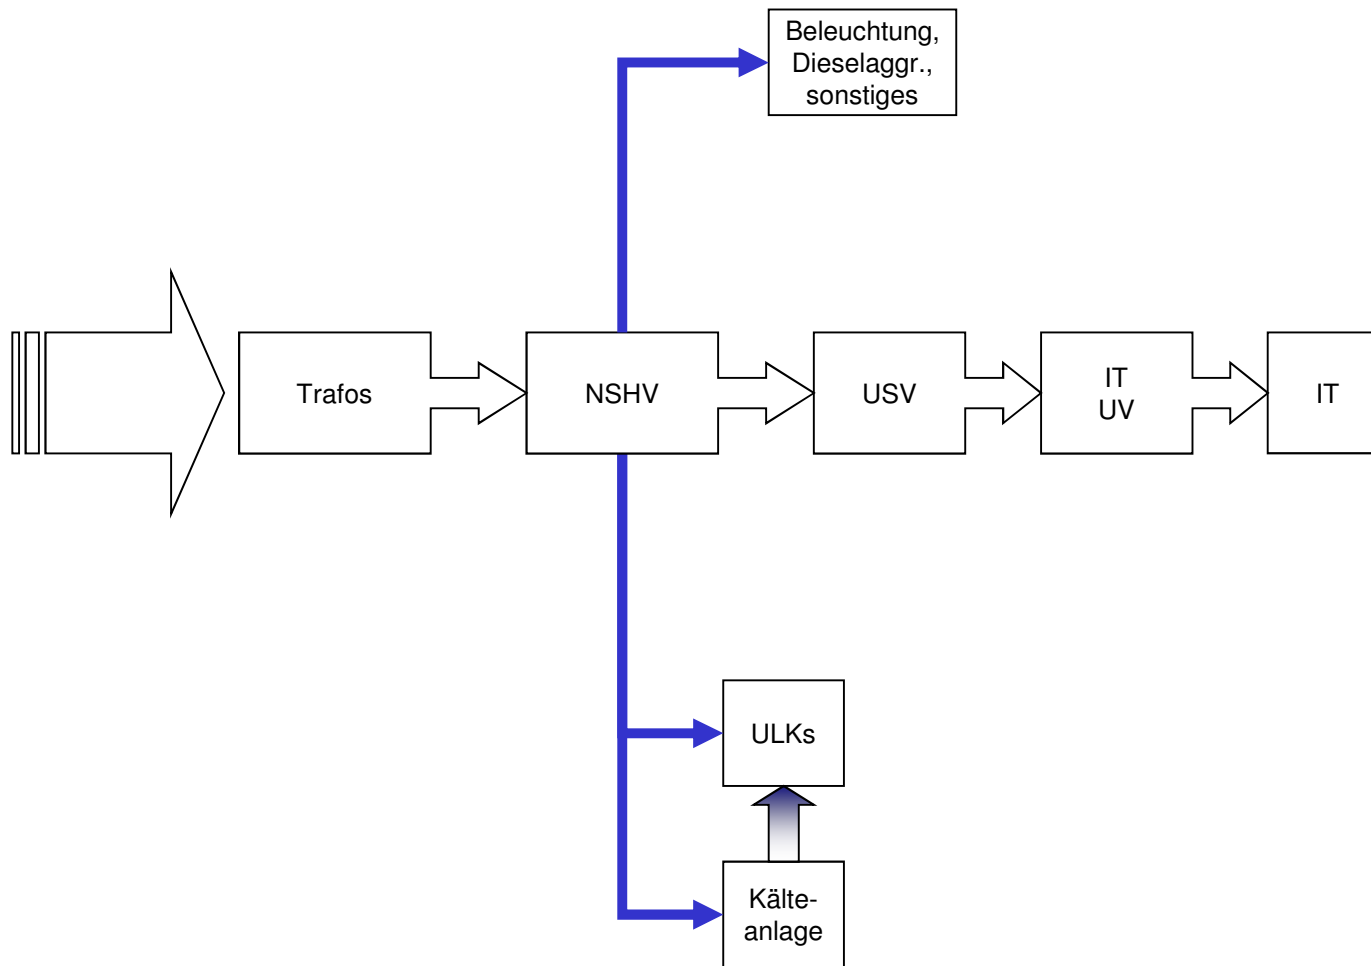 Beleuchtung,
Dieselaggr.,
sonstiges
Trafos
NSHV
USV
IT
UV
IT
ULKs
Kälte-
anlage